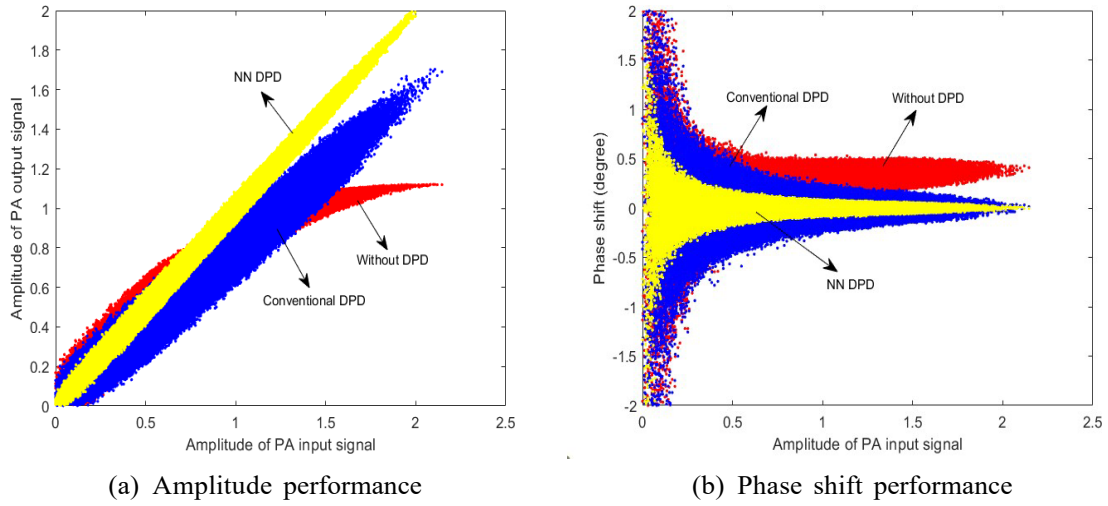 2
1.8
1.6
1.4
1.2
1
0.8
0.6
0.4
0.2
0
0
0.5
1
1.5
2
2.5
Amplitude of PA output signal
Amplitude of PA input signal
NN DPD
Without DPD
Conventional DPD
(a) Amplitude performance
2
1.5
1
0.5
0
-0.5
-1
-1.5
-2
0
0.5
1
1.5
2
2.5
Phase shift (degree)
Amplitude of PA input signal
Conventional DPD
Without DPD
NN DPD
(b) Phase shift performance